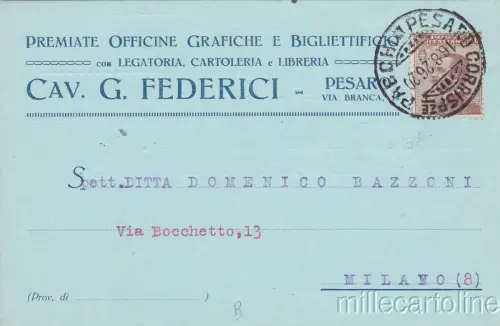 PREMIATE OFFICINE GRAFICHE E BIGLIETTIFICIO
con LEGATORIA, CARTOLERIA e LIBRERIA
CAV. G. FEDERICI - PESARO
VIA BRANCA
PESARO CORRISPZE
Spett.DITTA DOMENICO BAZZONI
Via Bocchetto,13
MILANO (8)
(Prov. di )
B
millecartoline